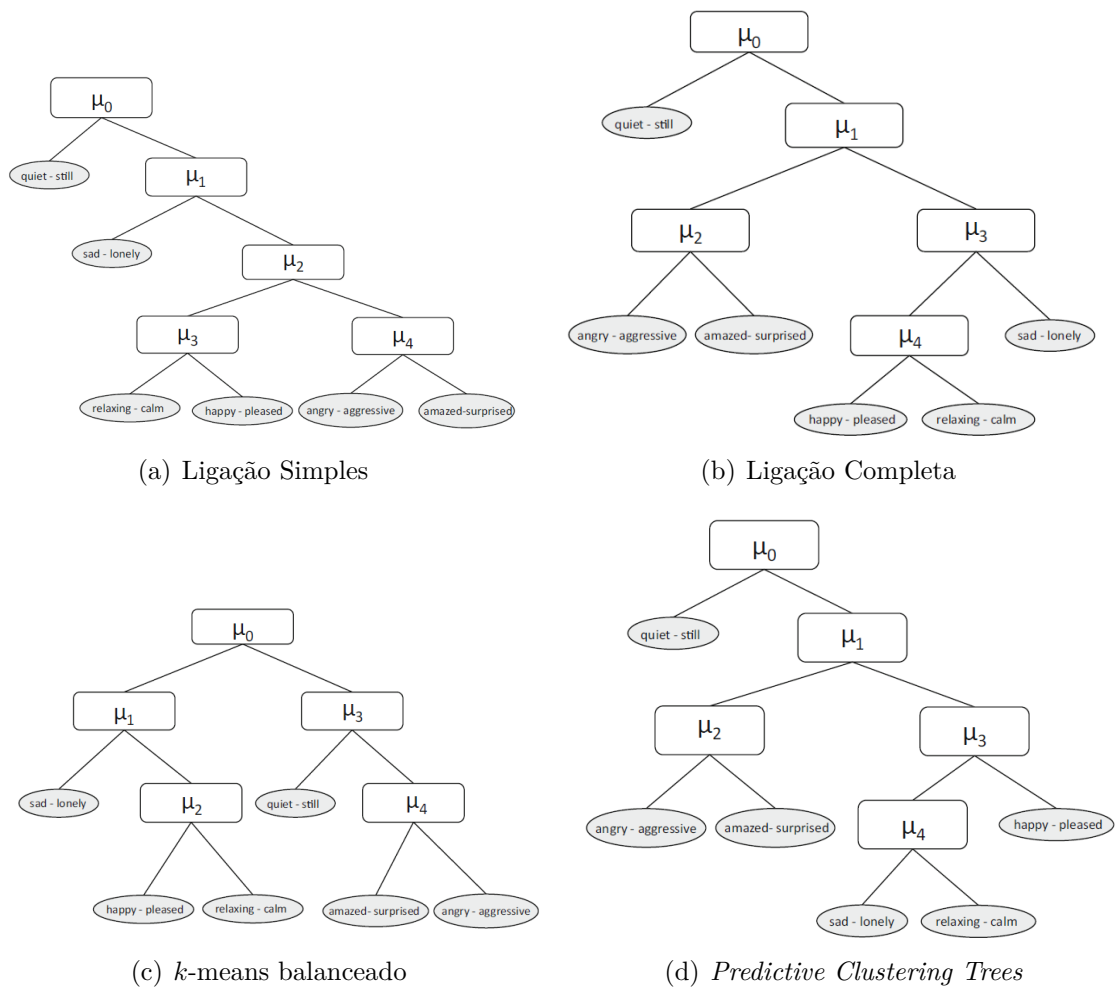 μ0
quiet - still
μ1
sad - lonely
μ2
μ3
μ4
relaxing - calm
happy - pleased
angry - aggressive
amazed-surprised
(a) Ligação Simples
μ0
quiet - still
μ1
μ2
μ3
angry - aggressive
amazed- surprised
μ4
sad - lonely
happy - pleased
relaxing - calm
(b) Ligação Completa
μ0
μ1
μ3
sad - lonely
μ2
quiet - still
μ4
happy - pleased
relaxing - calm
amazed- surprised
angry - aggressive
(c) k-means balanceado
μ0
quiet - still
μ1
μ2
μ3
angry - aggressive
amazed- surprised
μ4
happy - pleased
sad - lonely
relaxing - calm
(d) Predictive Clustering Trees